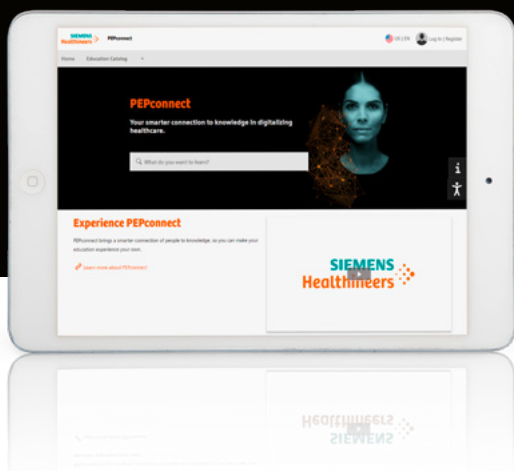 SIEMENS
Healthineers
PEPconnect
US | EN
Log in | Register
Home
Education Catalog
PEPconnect
Your smarter connection to knowledge in digitalizing
healthcare.
What do you want to learn?
i
Experience PEPconnect
PEPconnect brings a smarter connection of people to knowledge, so you can make your
education experience your own.
Learn more about PEPconnect
SIEMENS
Healthineers